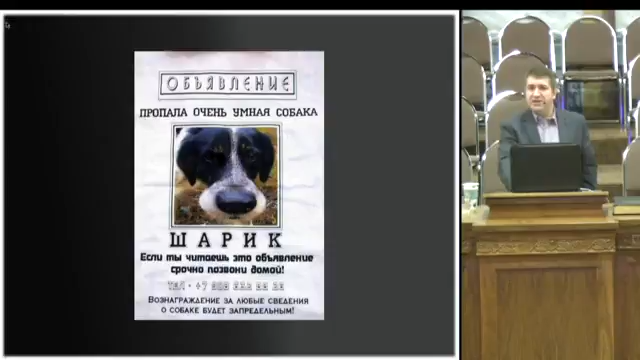 ОБЪЯВЛЕНИЕ
ПРОПАЛА ОЧЕНЬ УМНАЯ СОБАКА
ШАРИК
Если ты читаешь это объявление
срочно позвони домой!
ТЕЛ
Вознаграждение за любые сведения
о собаке будет запредельным!